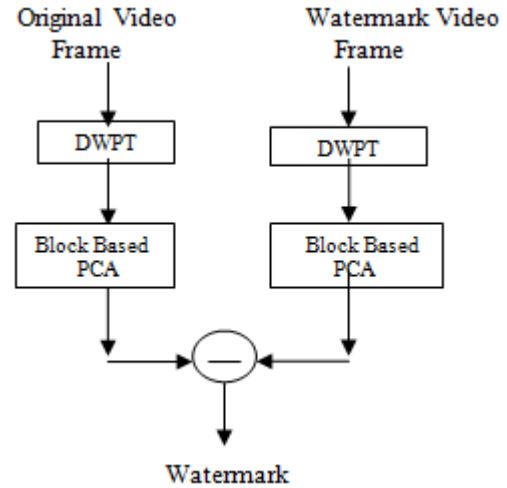 Original Video
Frame
Watermark Video
Frame
DWPT
DWPT
Block Based
PCA
Block Based
PCA
Watermark